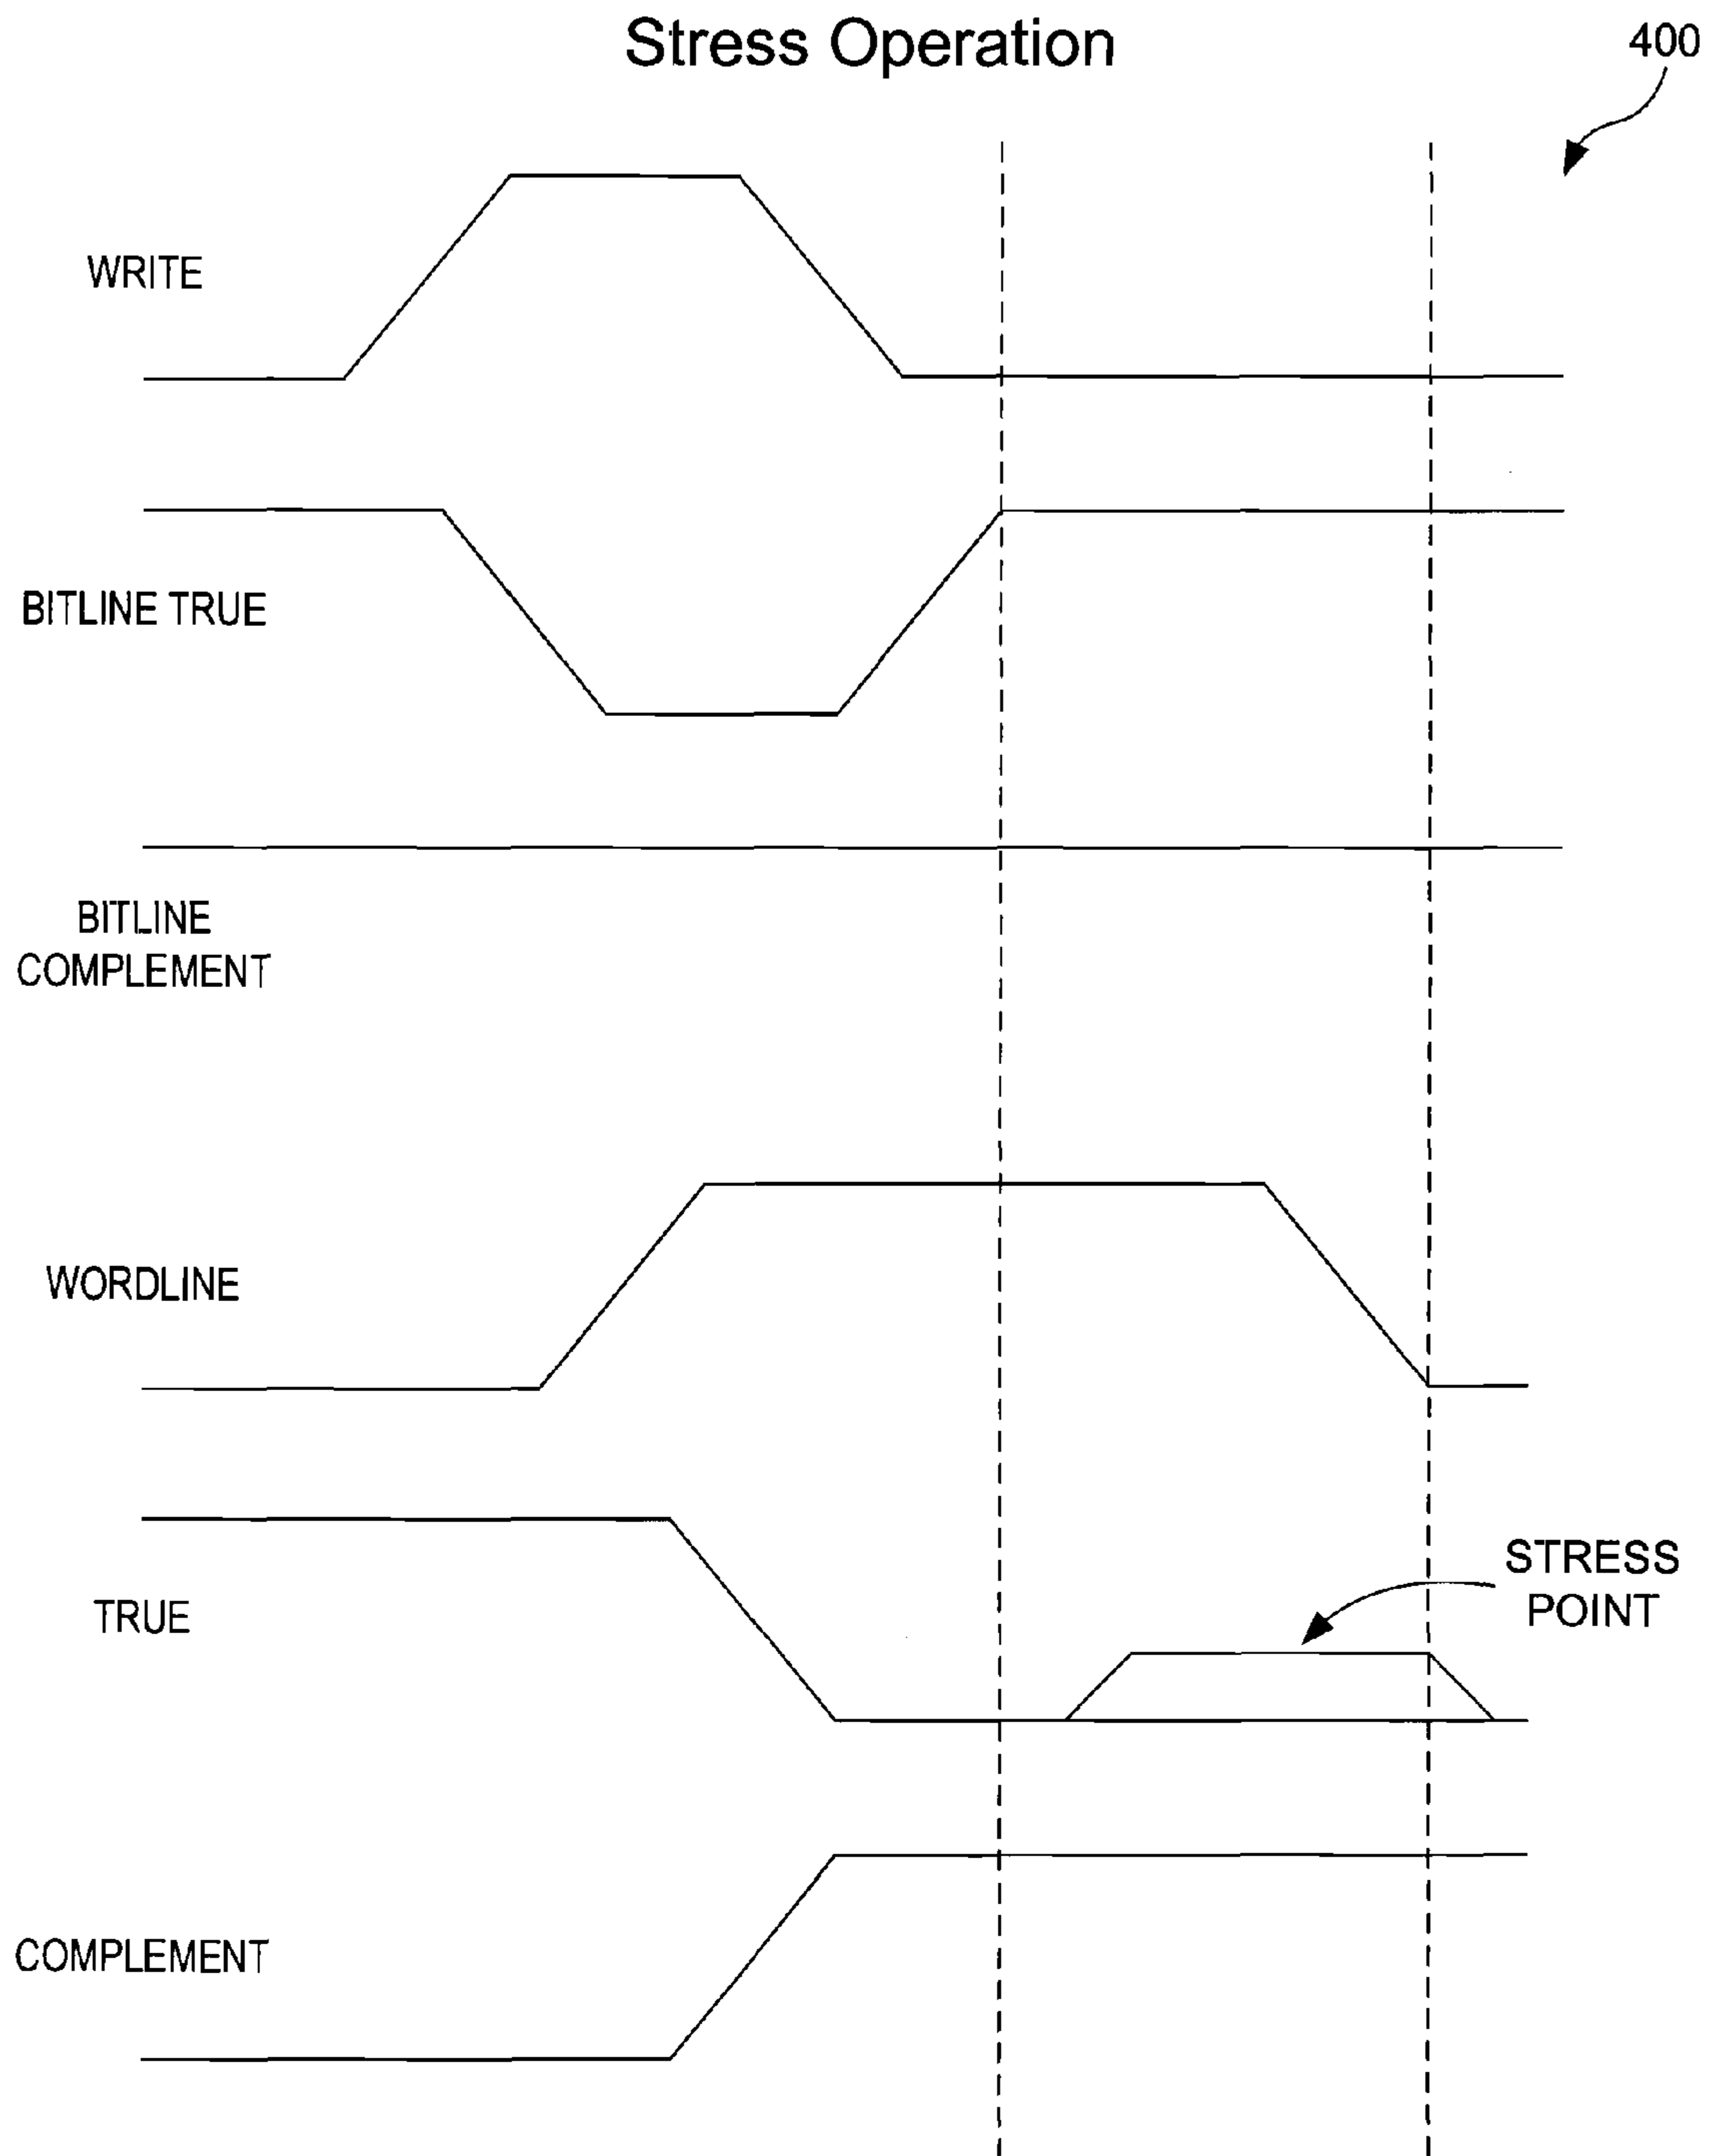 Stress Operation
400
WRITE
BITLINE TRUE
BITLINE
COMPLEMENT
WORDLINE
STRESS
POINT
TRUE
COMPLEMENT